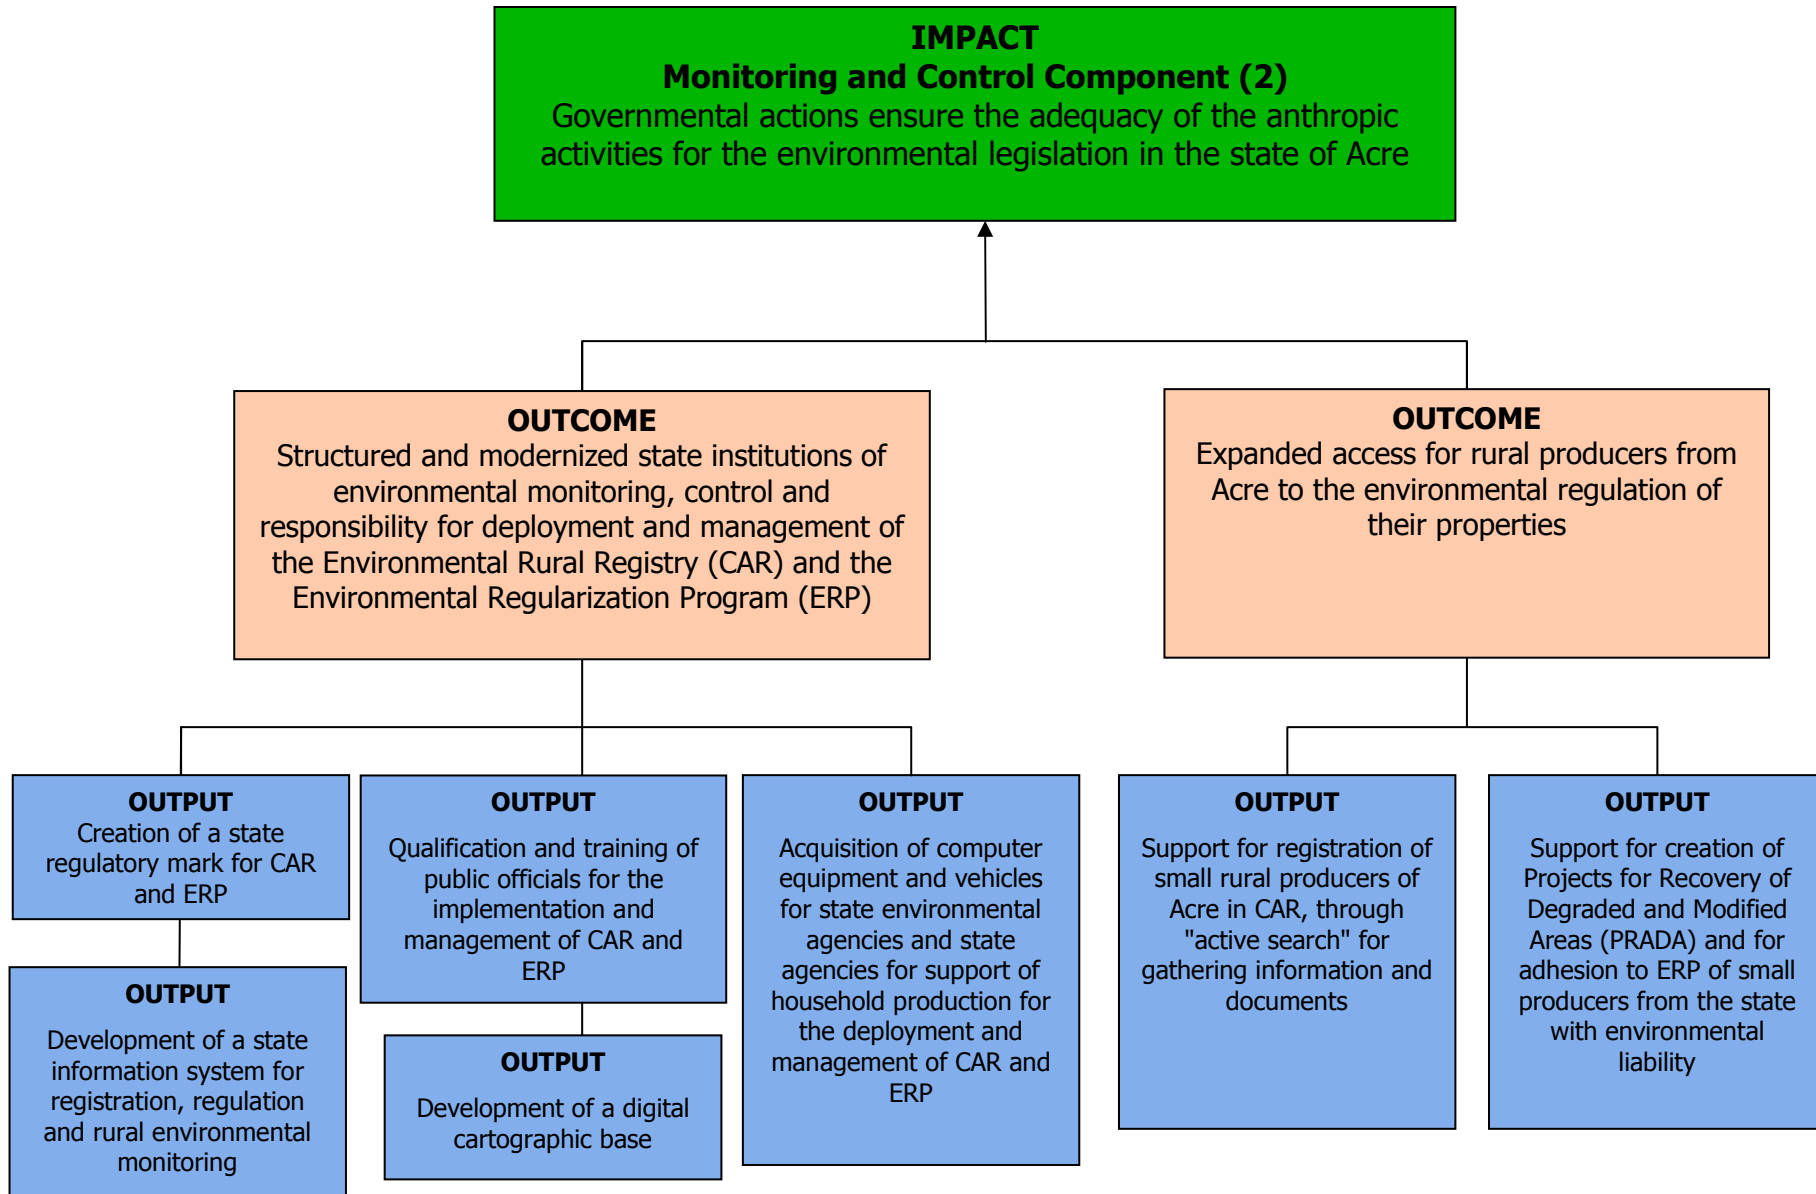 IMPACT
Monitoring and Control Component (2)
Governmental actions ensure the adequacy of the anthropic
activities for the environmental legislation in the state of Acre
OUTCOME
Structured and modernized state institutions of
environmental monitoring, control and
responsibility for deployment and management of
the Environmental Rural Registry (CAR) and the
Environmental Regularization Program (ERP)
OUTCOME
Expanded access for rural producers from
Acre to the environmental regulation of
their properties
OUTPUT
Creation of a state
regulatory mark for CAR
and ERP
OUTPUT
Development of a state
information system for
registration, regulation
and rural environmental
monitoring
OUTPUT
Qualification and training of
public officials for the
implementation and
management of CAR and
ERP
OUTPUT
Development of a digital
cartographic base
OUTPUT
Acquisition of computer
equipment and vehicles
for state environmental
agencies and state
agencies for support of
household production for
the deployment and
management of CAR and
ERP
OUTPUT
Support for registration of
small rural producers of
Acre in CAR, through
"active search" for
gathering information and
documents
OUTPUT
Support for creation of
Projects for Recovery of
Degraded and Modified
Areas (PRADA) and for
adhesion to ERP of small
producers from the state
with environmental
liability